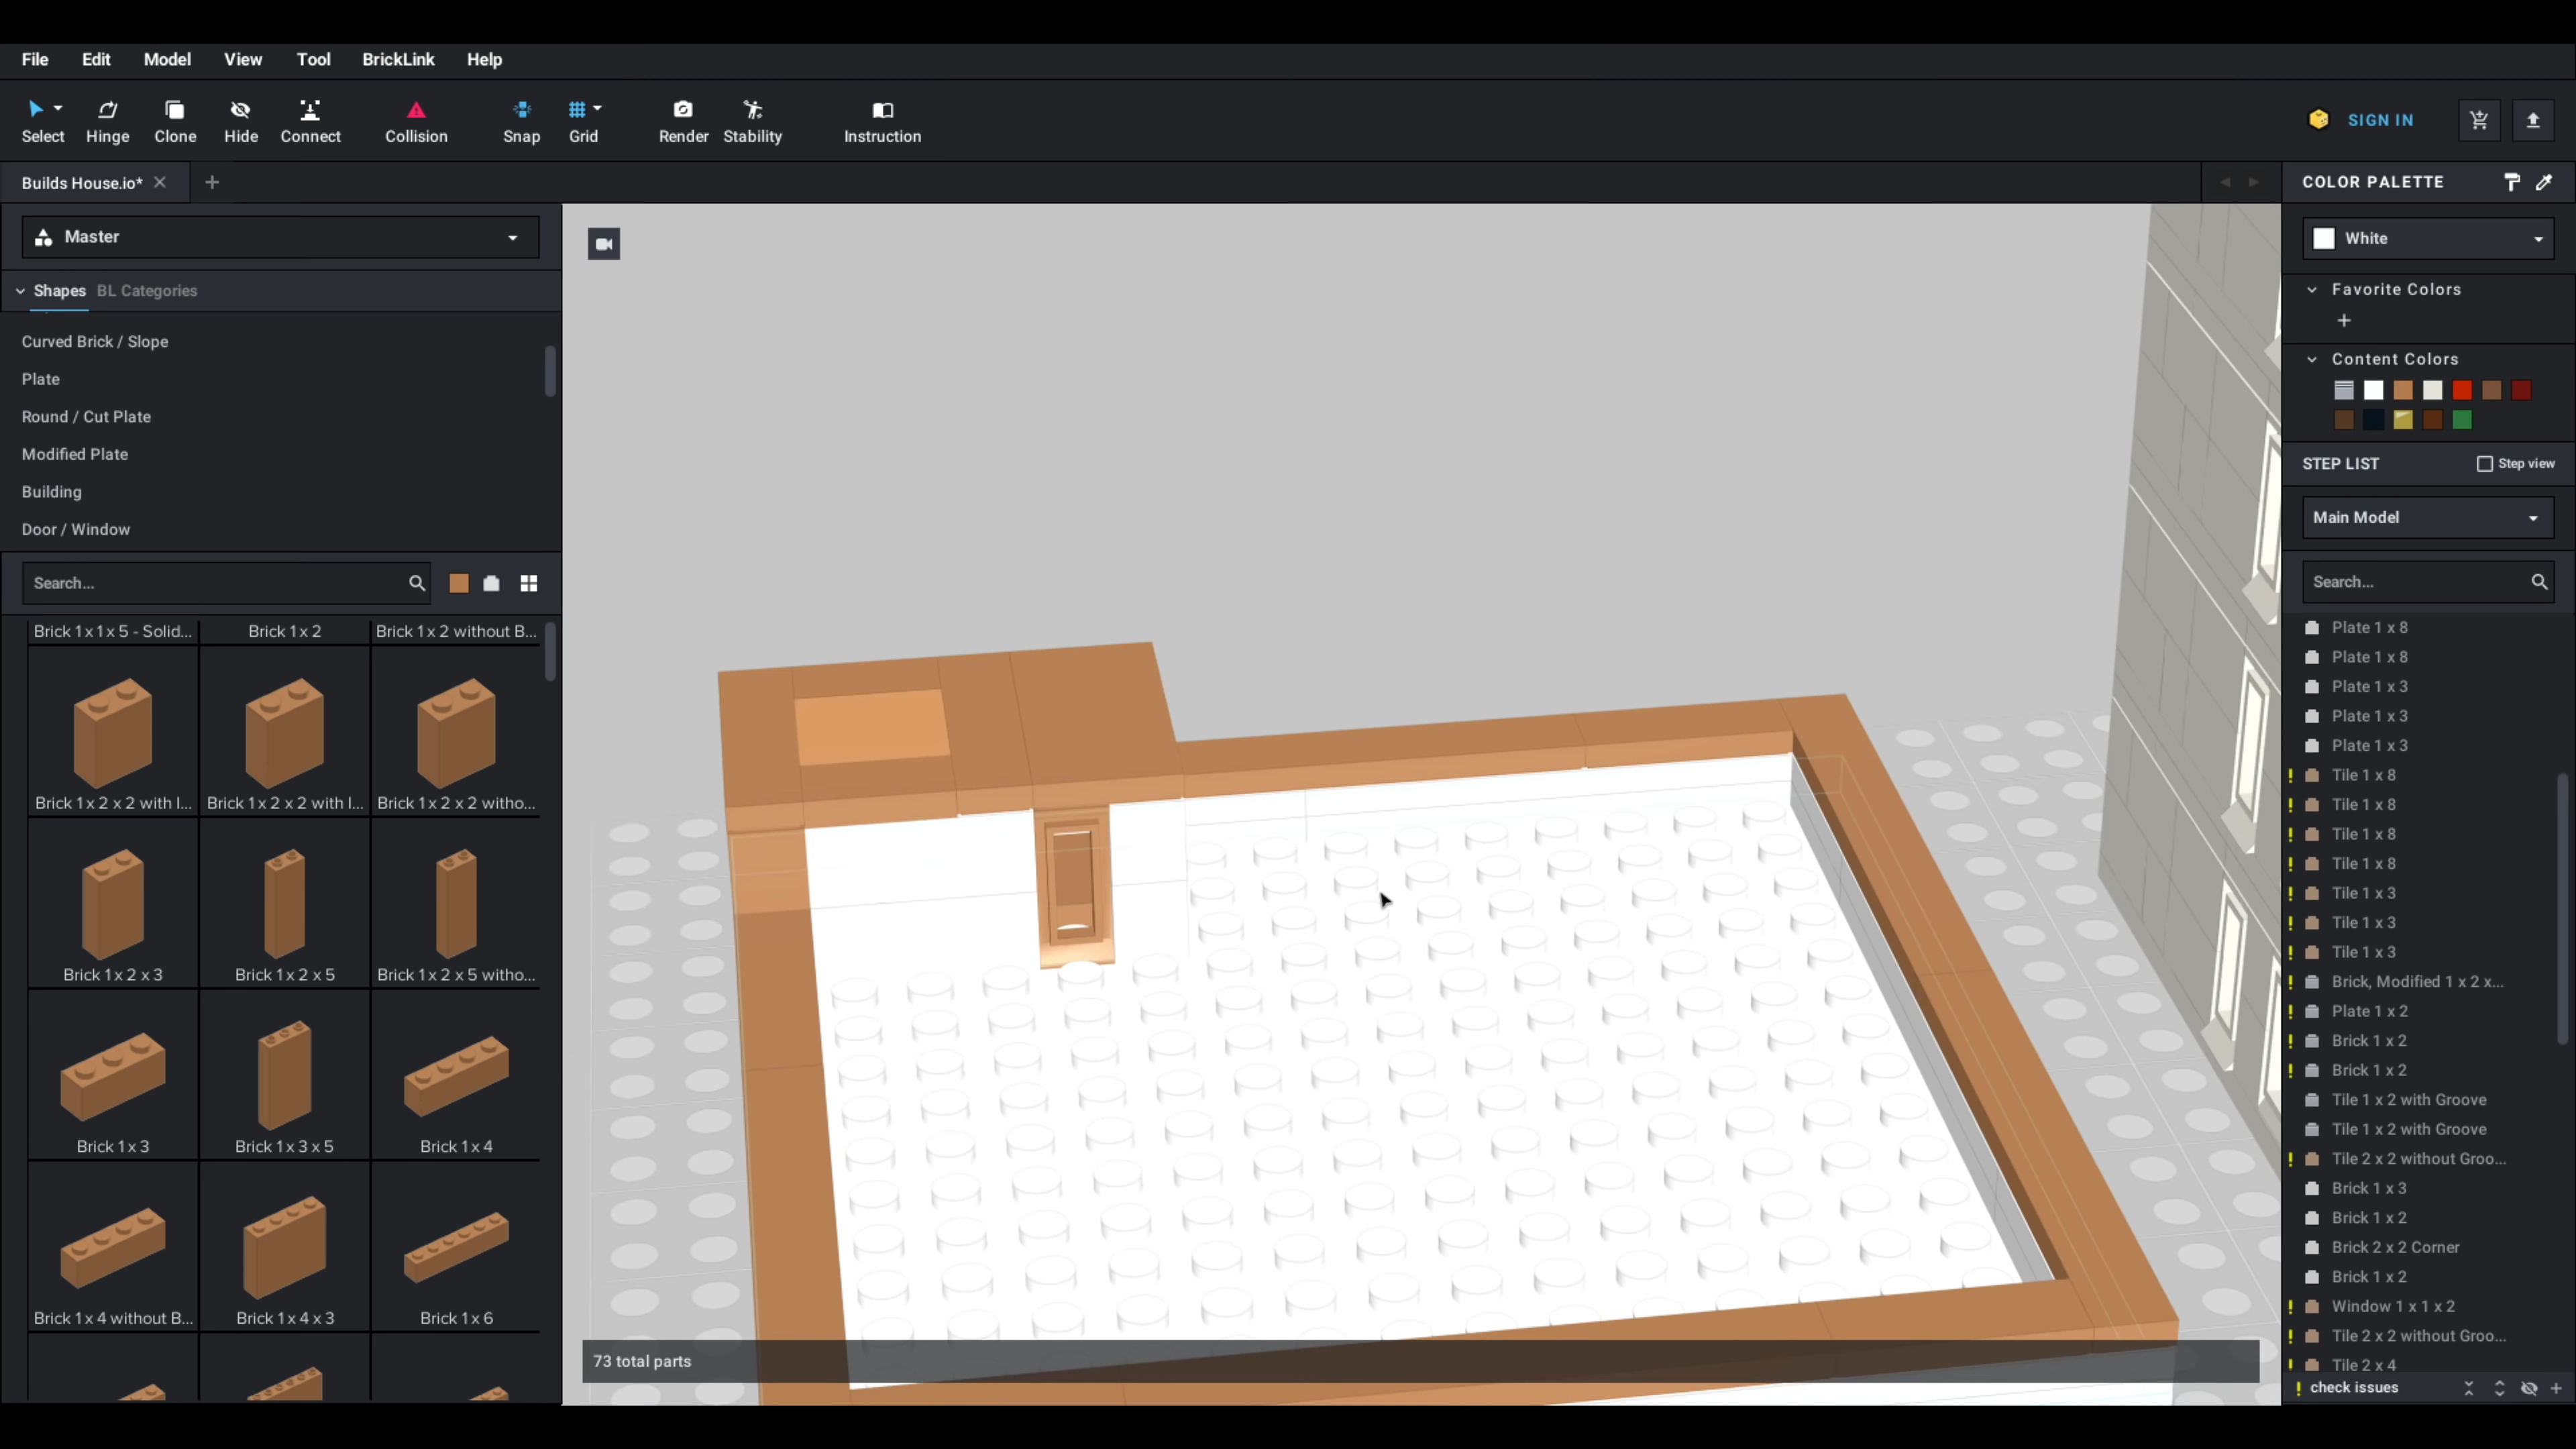 File Edit Model View Tool BrickLink Help
Select Hinge Clone Hide Connect Collision Snap Grid Render Stability Instruction
SIGN IN
Builds House.io*
Master
Shapes BL Categories
Curved Brick / Slope
Plate
Round / Cut Plate
Modified Plate
Building
Door / Window
Search...
Brick 1 x 1 x 5 - Solid... Brick 1 x 2 Brick 1 x 2 without B...
Brick 1 x 2 x 2 with I... Brick 1 x 2 x 2 with I... Brick 1 x 2 x 2 witho...
Brick 1 x 2 x 3 Brick 1 x 2 x 5 Brick 1 x 2 x 5 witho...
Brick 1 x 3 Brick 1 x 3 x 5 Brick 1 x 4
Brick 1 x 4 without B... Brick 1 x 4 x 3 Brick 1 x 6
73 total parts
COLOR PALETTE
White
Favorite Colors
Content Colors
STEP LIST Step view
Main Model
Search...
Plate 1 x 8
Plate 1 x 8
Plate 1 x 3
Plate 1 x 3
Plate 1 x 3
! Tile 1 x 8
! Tile 1 x 8
! Tile 1 x 8
! Tile 1 x 8
! Tile 1 x 3
! Tile 1 x 3
! Tile 1 x 3
! Brick, Modified 1 x 2 x...
! Plate 1 x 2
! Brick 1 x 2
! Brick 1 x 2
Tile 1 x 2 with Groove
Tile 1 x 2 with Groove
! Tile 2 x 2 without Groo...
Brick 1 x 3
Brick 1 x 2
Brick 2 x 2 Corner
Brick 1 x 2
! Window 1 x 1 x 2
! Tile 2 x 2 without Groo...
! Tile 2 x 4
! check issues